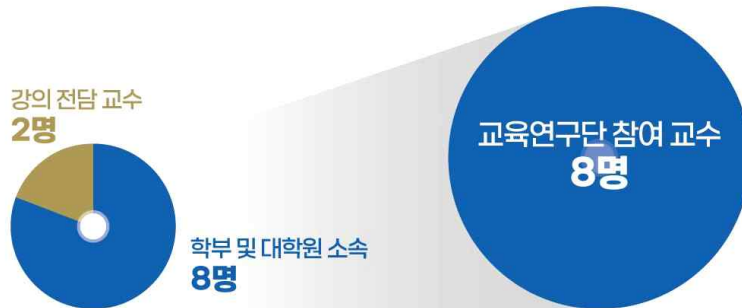 강의 전담 교수
2명
학부 및 대학원 소속
8명
교육연구단 참여 교수
8명